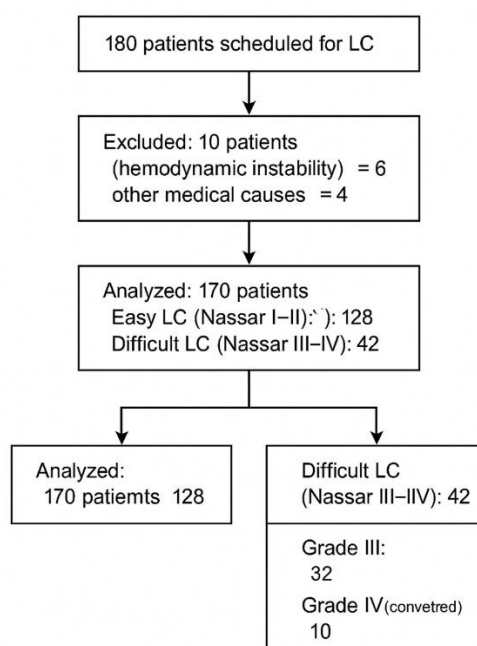 180 patients scheduled for LC
Excluded: 10 patients
(hemodynamic instability) = 6
other medical causes = 4
Analyzed: 170 patients
Easy LC (Nassar I–II):`´): 128
Difficult LC (Nassar III–IV): 42
Analyzed:
170 patiemts 128
Difficult LC
(Nassar III–IIV): 42
Grade III:
32
Grade IV(convetred)
10